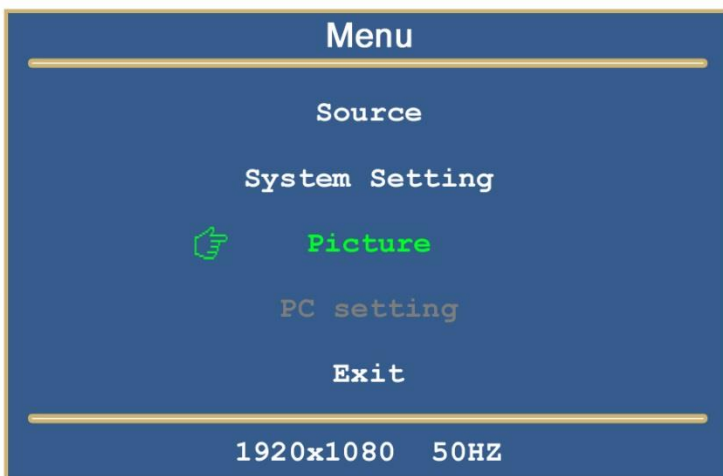 Menu
Source
System Setting
Picture
PC setting
Exit
1920x1080 50HZ